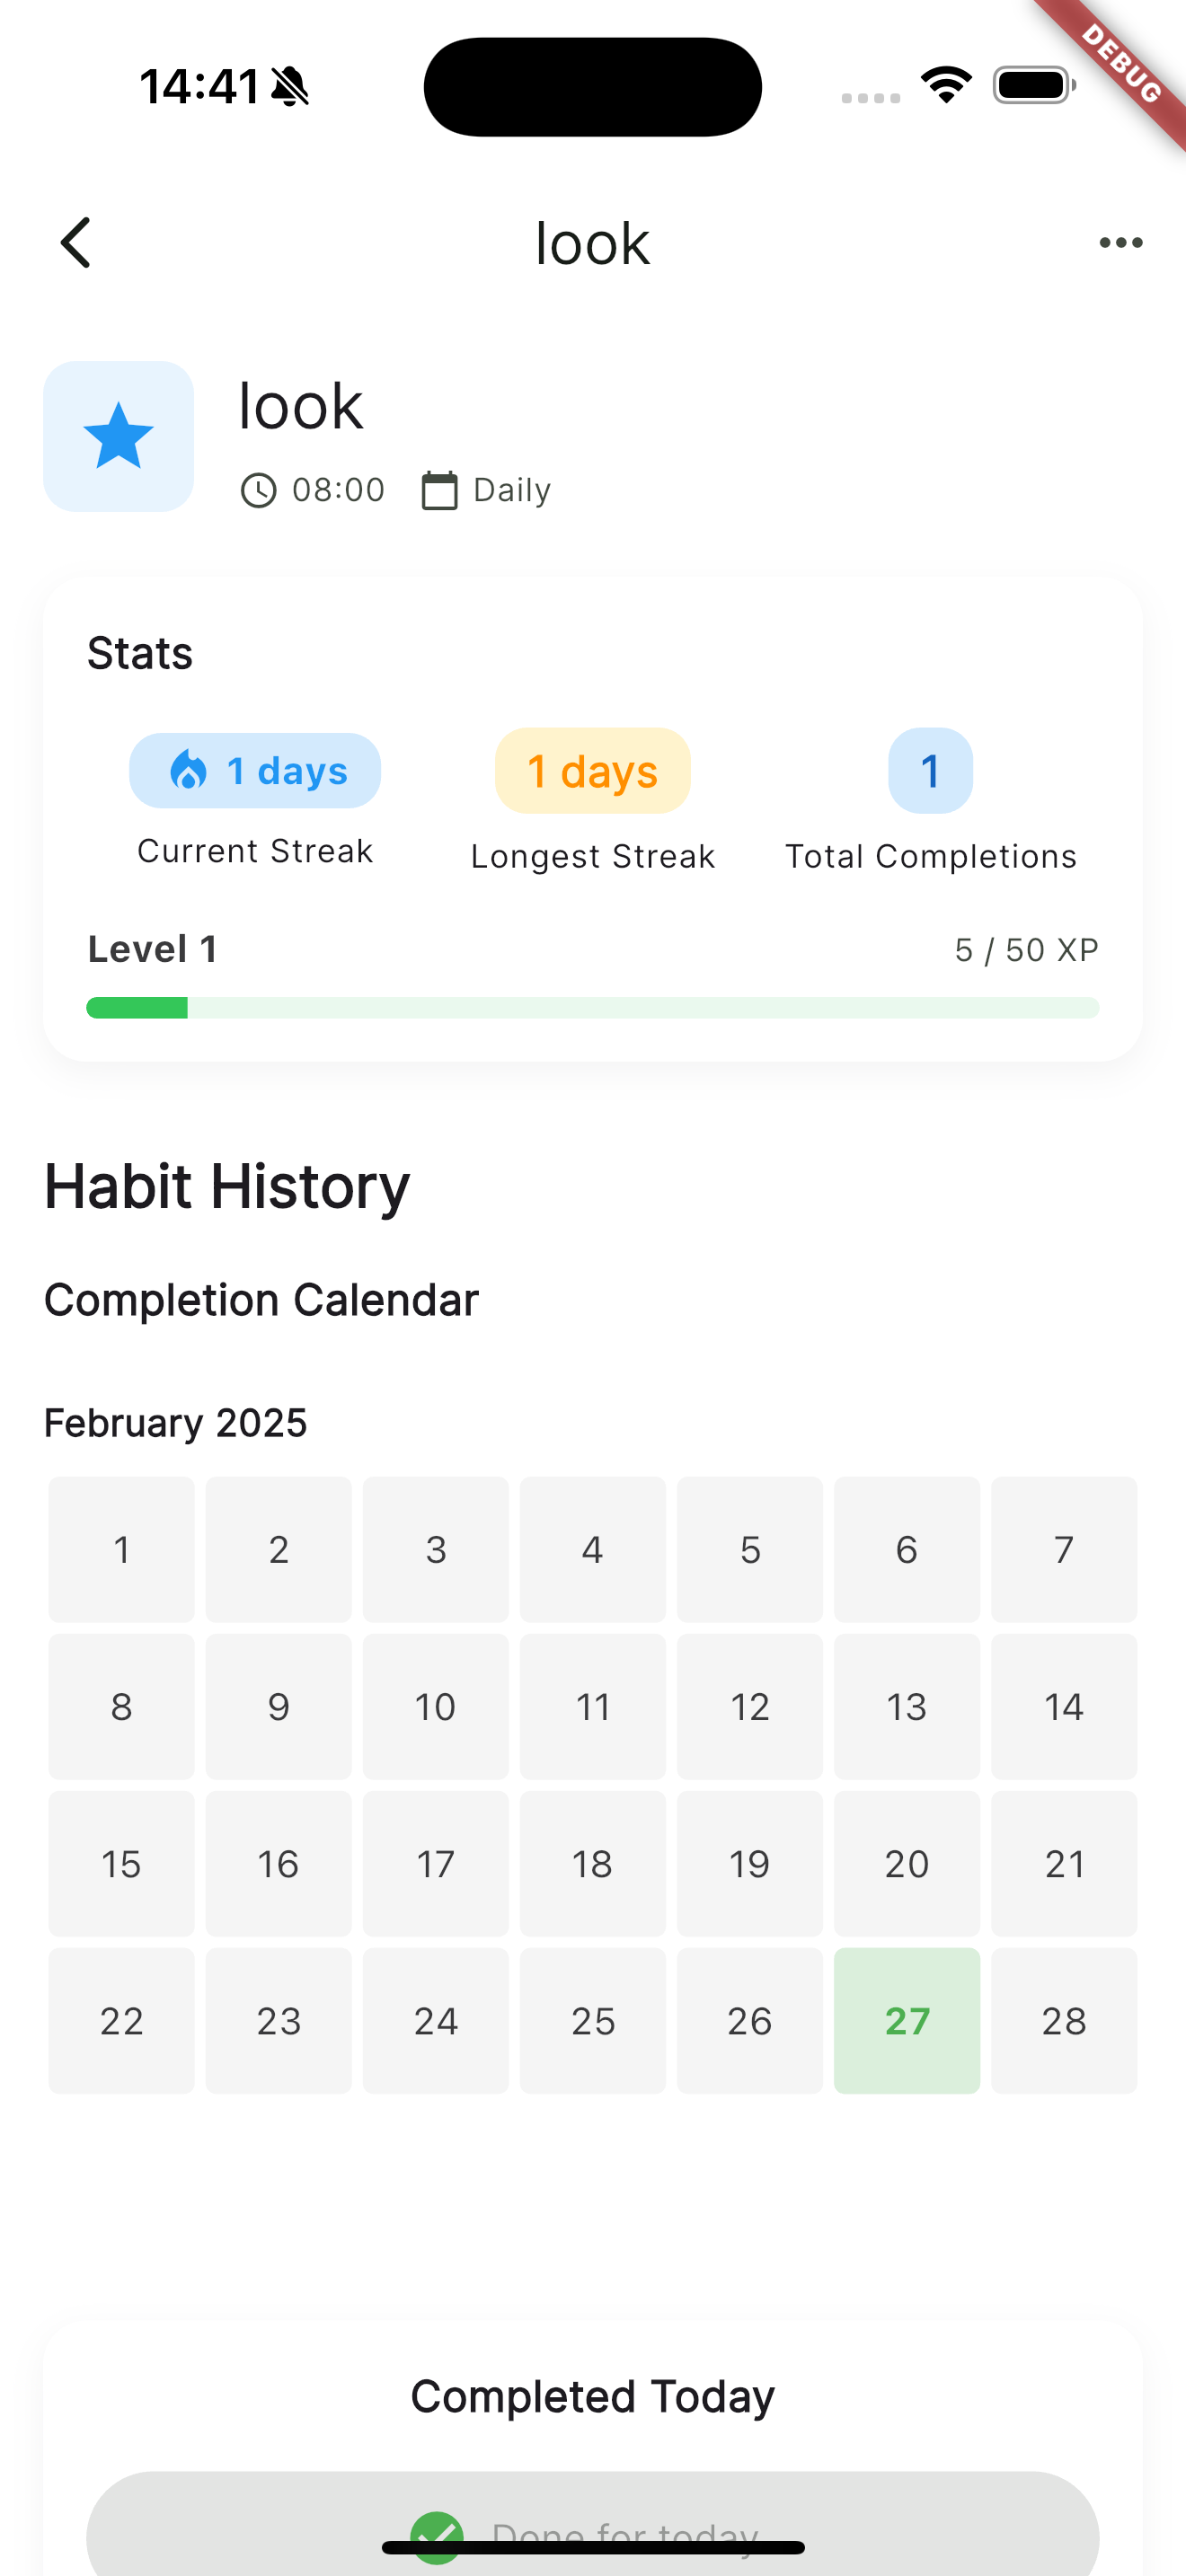 14:41
DEBUG
look
look
08:00 Daily
Stats
1 days 1 days 1
Current Streak Longest Streak Total Completions
Level 1 5 / 50 XP
Habit History
Completion Calendar
February 2025
1 2 3 4 5 6 7
8 9 10 11 12 13 14
15 16 17 18 19 20 21
22 23 24 25 26 27 28
Completed Today
Done for today